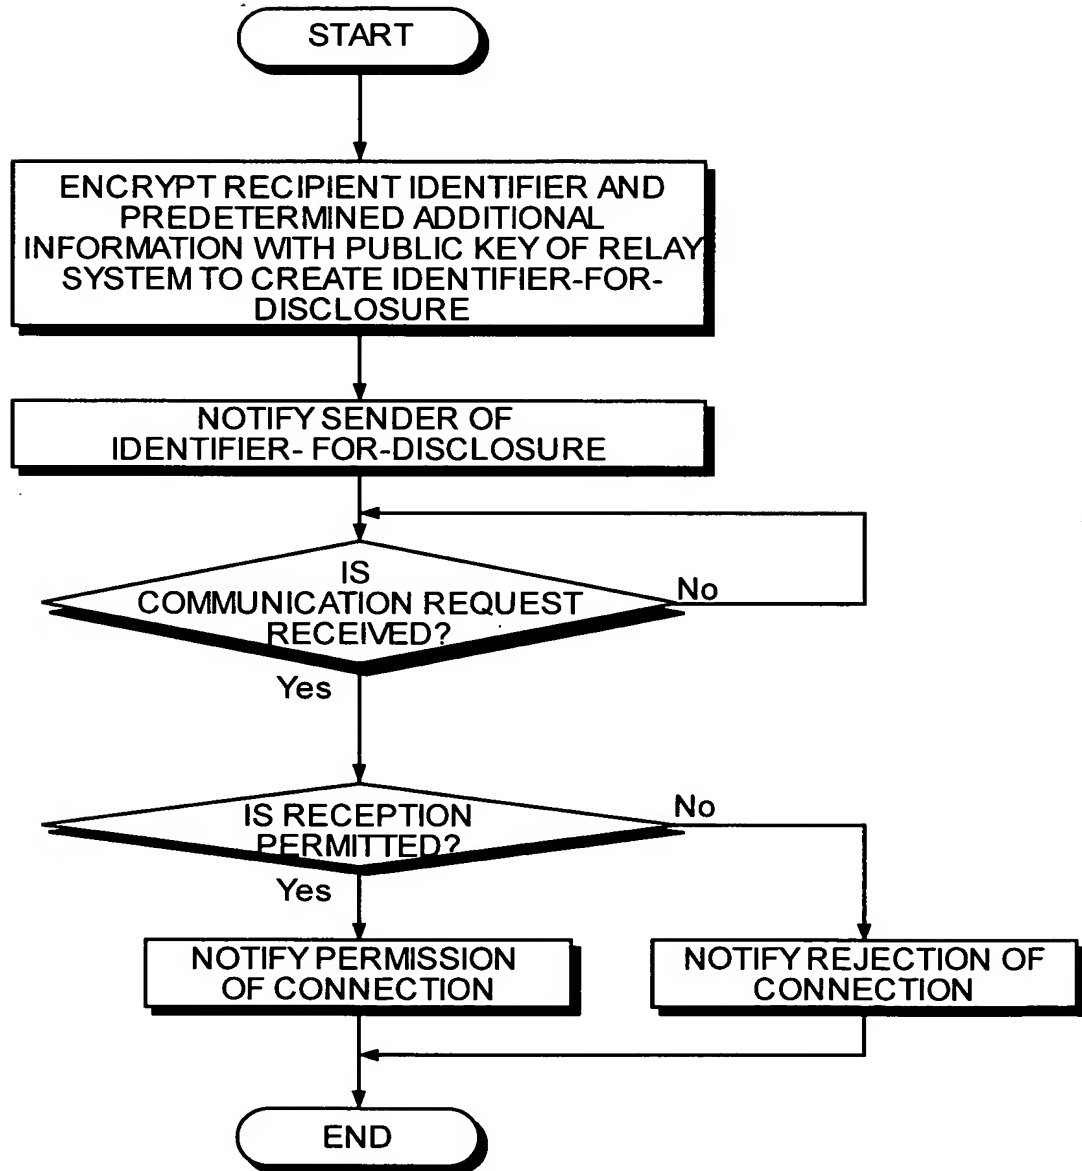 START
ENCRYPT RECIPIENT IDENTIFIER AND
PREDETERMINED ADDITIONAL
INFORMATION WITH PUBLIC KEY OF RELAY
SYSTEM TO CREATE IDENTIFIER-FOR-
DISCLOSURE
NOTIFY SENDER OF
IDENTIFIER- FOR-DISCLOSURE
IS
COMMUNICATION REQUEST
RECEIVED?
No
Yes
IS RECEPTION
PERMITTED?
No
Yes
NOTIFY PERMISSION
OF CONNECTION
NOTIFY REJECTION OF
CONNECTION
END